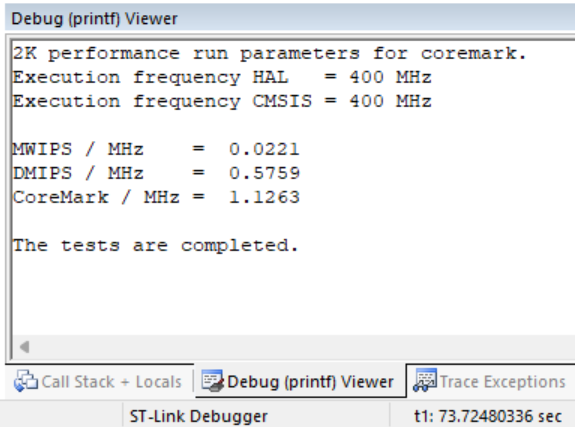 Debug (printf) Viewer
2K performance run parameters for coremark.
Execution frequency HAL   = 400 MHz
Execution frequency CMSIS = 400 MHz
MWIPS / MHz    =  0.0221
DMIPS / MHz    =  0.5759
CoreMark / MHz =  1.1263
The tests are completed.
Call Stack + Locals Debug (printf) Viewer Trace Exceptions
ST-Link Debugger t1: 73.72480336 sec